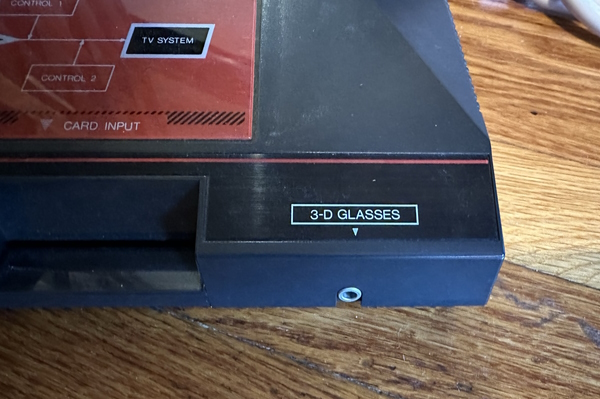 CONTROL 1
TV SYSTEM
CONTROL 2
CARD INPUT
3-D GLASSES